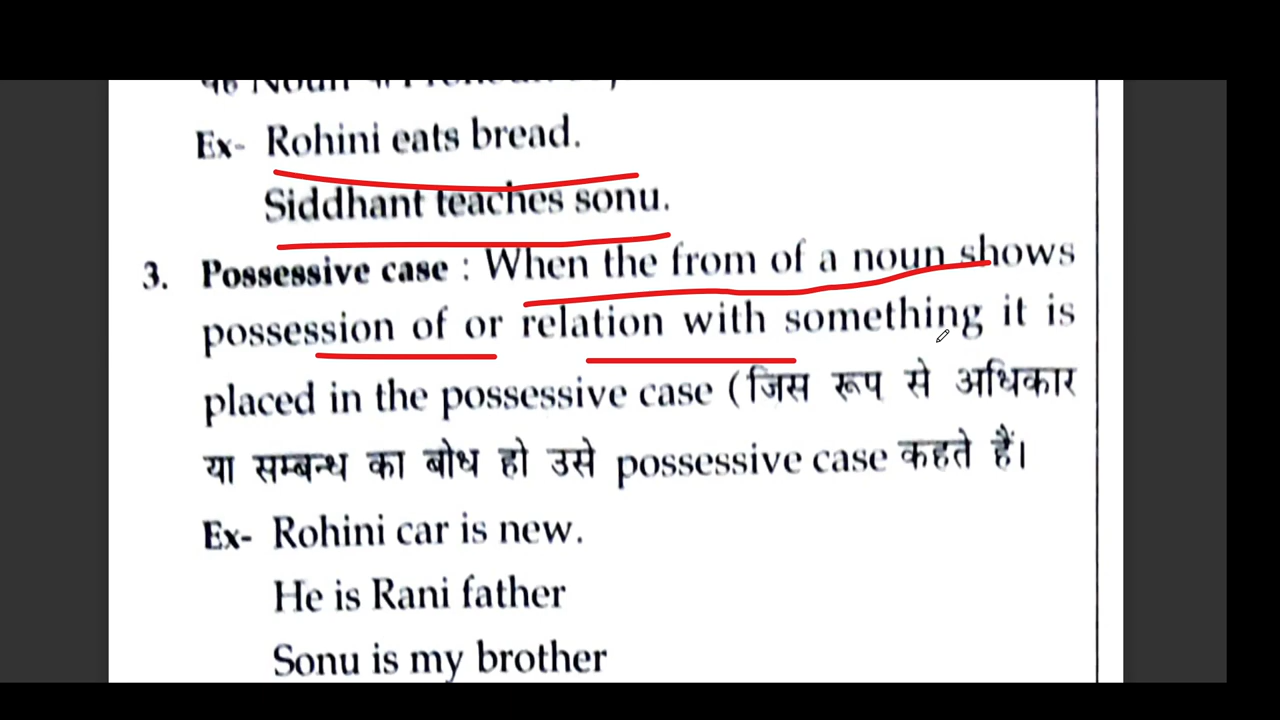 Ex- Rohini eats bread.
Siddhant teaches sonu.
3. Possessive case : When the from of a noun shows
possession of or relation with something it is
placed in the possessive case (जिस रूप से अधिकार
या सम्बन्ध का बोध हो उसे possessive case कहते हैं।
Ex- Rohini car is new.
He is Rani father
Sonu is my brother